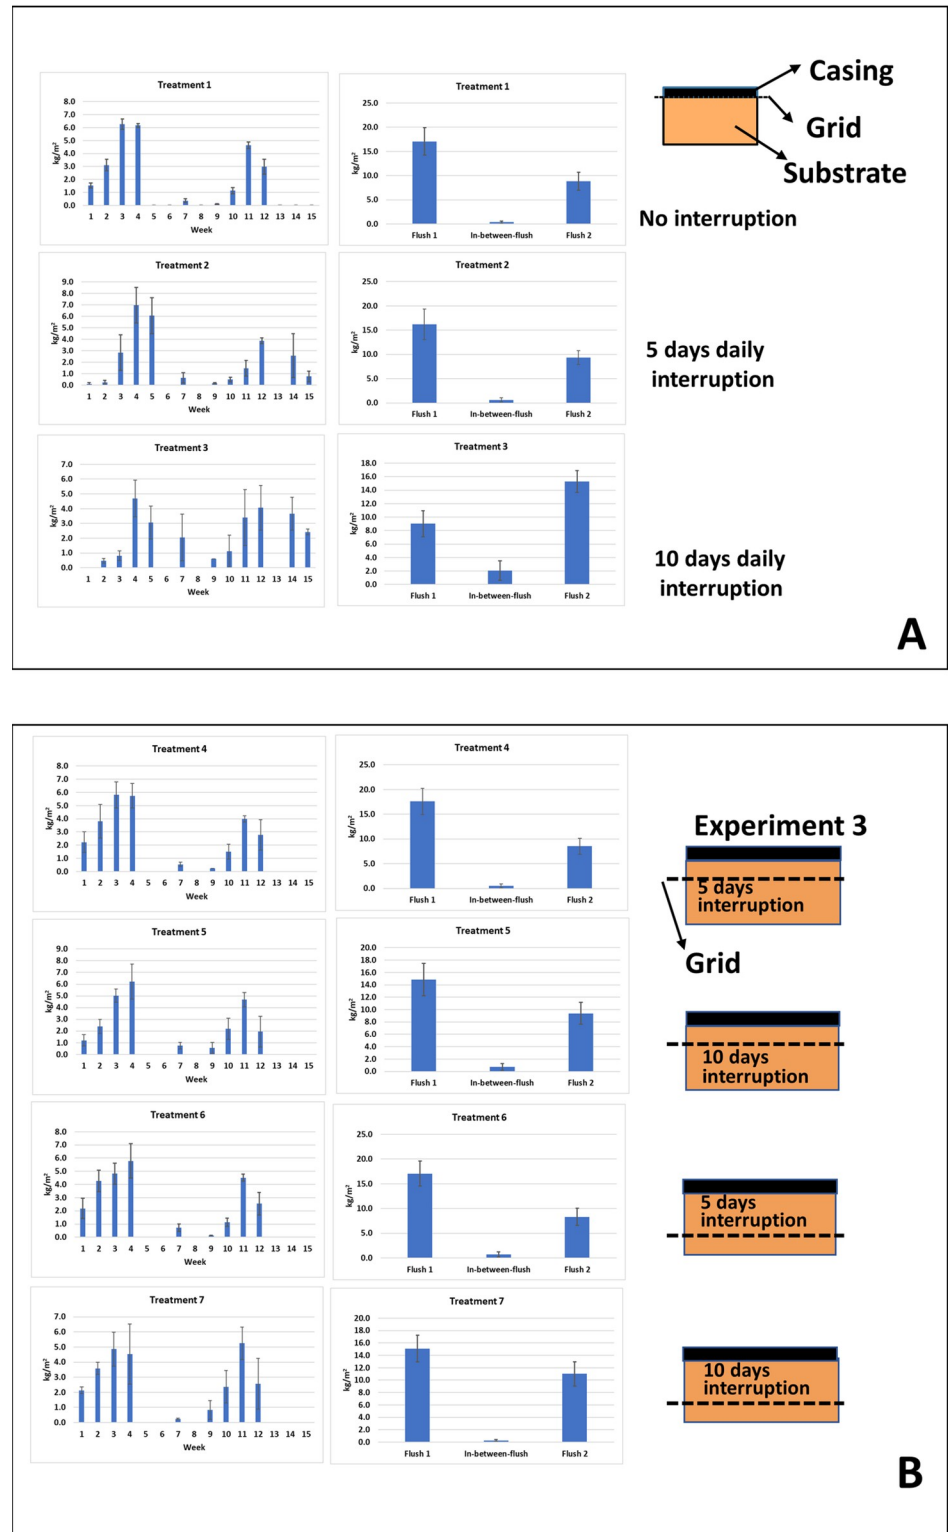 Treatment 1
8.0
7.0
6.0
5.0
4.0
3.0
2.0
1.0
0.0
kg/m²
1 2 3 4 5 6 7 8 9 10 11 12 13 14 15
Week
Treatment 1
25.0
20.0
15.0
10.0
5.0
0.0
kg/m²
Flush 1 In-between-flush Flush 2
Casing
Grid
Substrate
No interruption
Treatment 2
9.0
8.0
7.0
6.0
5.0
4.0
3.0
2.0
1.0
0.0
kg/m²
1 2 3 4 5 6 7 8 9 10 11 12 13 14 15
Week
Treatment 2
25.0
20.0
15.0
10.0
5.0
0.0
kg/m²
Flush 1 In-between-flush Flush 2
5 days daily
interruption
Treatment 3
7.0
6.0
5.0
4.0
3.0
2.0
1.0
0.0
kg/m²
1 2 3 4 5 6 7 8 9 10 11 12 13 14 15
Week
Treatment 3
18.0
16.0
14.0
12.0
10.0
8.0
6.0
4.0
2.0
0.0
kg/m²
Flush 1 In-between-flush Flush 2
10 days daily
interruption
A
Treatment 4
8.0
7.0
6.0
5.0
4.0
3.0
2.0
1.0
0.0
kg/m²
1 2 3 4 5 6 7 8 9 10 11 12 13 14 15
Week
Treatment 4
25.0
20.0
15.0
10.0
5.0
0.0
kg/m²
Flush 1 In-between-flush Flush 2
Experiment 3
5 days
interruption
Grid
Treatment 5
9.0
8.0
7.0
6.0
5.0
4.0
3.0
2.0
1.0
0.0
kg/m²
1 2 3 4 5 6 7 8 9 10 11 12 13 14 15
Week
Treatment 5
20.0
18.0
16.0
14.0
12.0
10.0
8.0
6.0
4.0
2.0
0.0
kg/m²
Flush 1 In-between-flush Flush 2
10 days
interruption
Treatment 6
8.0
7.0
6.0
5.0
4.0
3.0
2.0
1.0
0.0
kg/m²
1 2 3 4 5 6 7 8 9 10 11 12 13 14 15
Week
Treatment 6
25.0
20.0
15.0
10.0
5.0
0.0
kg/m²
Flush 1 In-between-flush Flush 2
5 days
interruption
Treatment 7
7.0
6.0
5.0
4.0
3.0
2.0
1.0
0.0
kg/m²
1 2 3 4 5 6 7 8 9 10 11 12 13 14 15
Week
Treatment 7
20.0
18.0
16.0
14.0
12.0
10.0
8.0
6.0
4.0
2.0
0.0
kg/m²
Flush 1 In-between-flush Flush 2
10 days
interruption
B